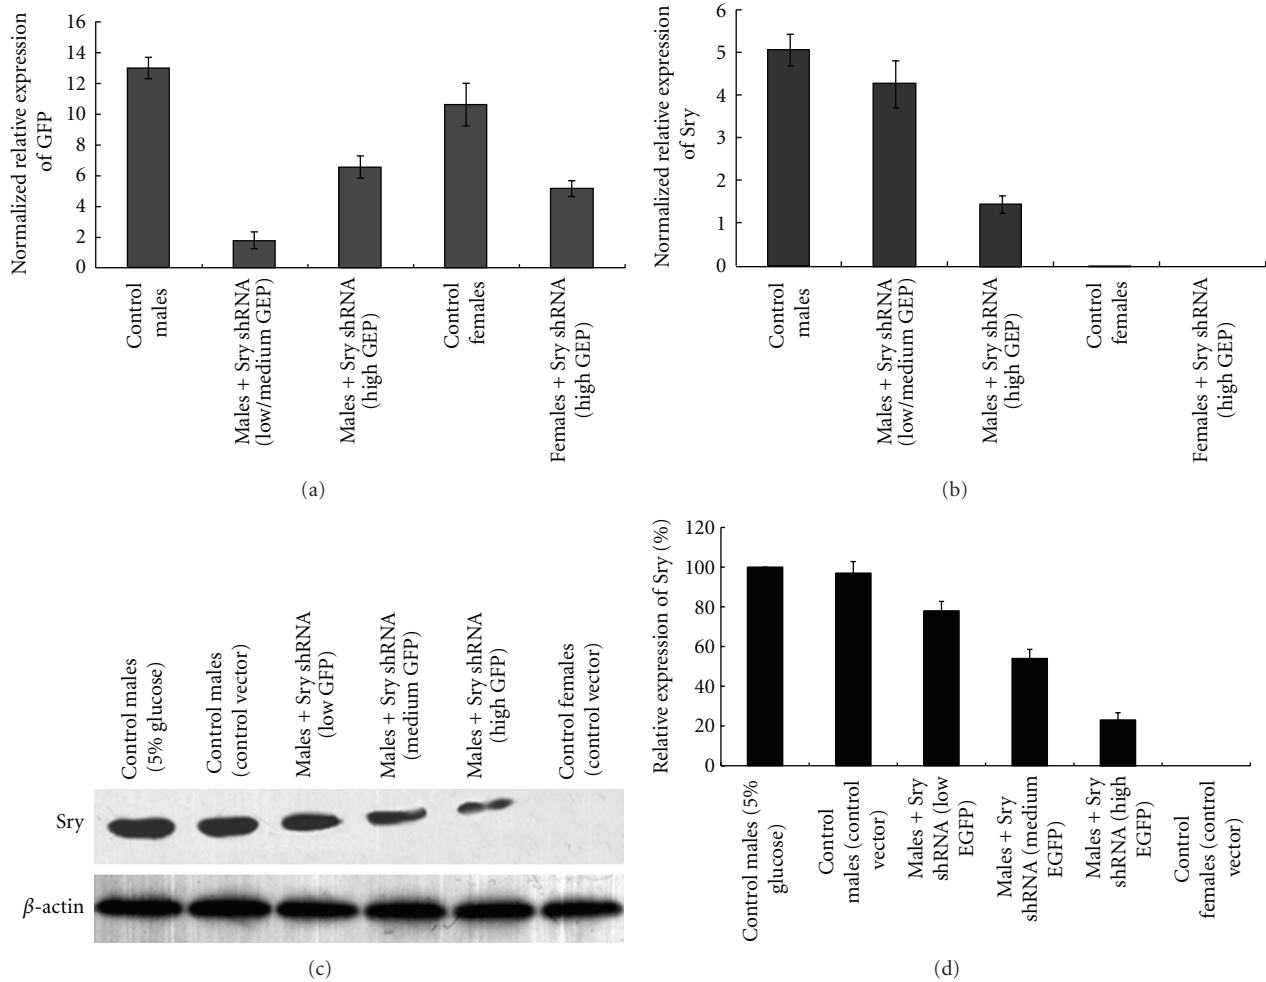 Normalized relative expression
of GFP
16
14
12
10
8
6
4
2
0
Control
males
Males + Sry shRNA
(low/medium GEP)
Males + Sry shRNA
(high GEP)
Control
females
Females + Sry shRNA
(high GEP)
(a)
Normalized relative expression
of Sry
6
5
4
3
2
1
0
Control
males
Males + Sry shRNA
(low/medium GEP)
Males + Sry shRNA
(high GEP)
Control
females
Females + Sry shRNA
(high GEP)
(b)
Control males
(5% glucose)
Control males
(control vector)
Males + Sry shRNA
(low GFP)
Males + Sry shRNA
(medium GFP)
Males + Sry shRNA
(high GFP)
Control females
(control vector)
Sry
β-actin
(c)
Relative expression of Sry (%)
120
100
80
60
40
20
0
Control males (5%
glucose)
Control
males (control
vector)
Males + Sry
shRNA (low
EGFP)
Males + Sry
shRNA (medium
EGFP)
Males + Sry
shRNA (high
EGFP)
Control
females (control
vector)
(d)